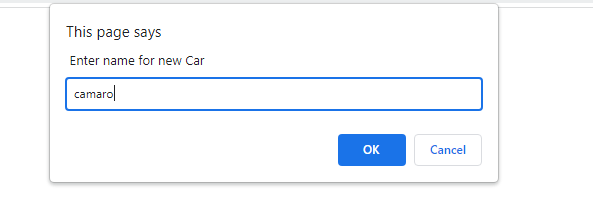 This page says
Enter name for new Car
camaro
OK
Cancel